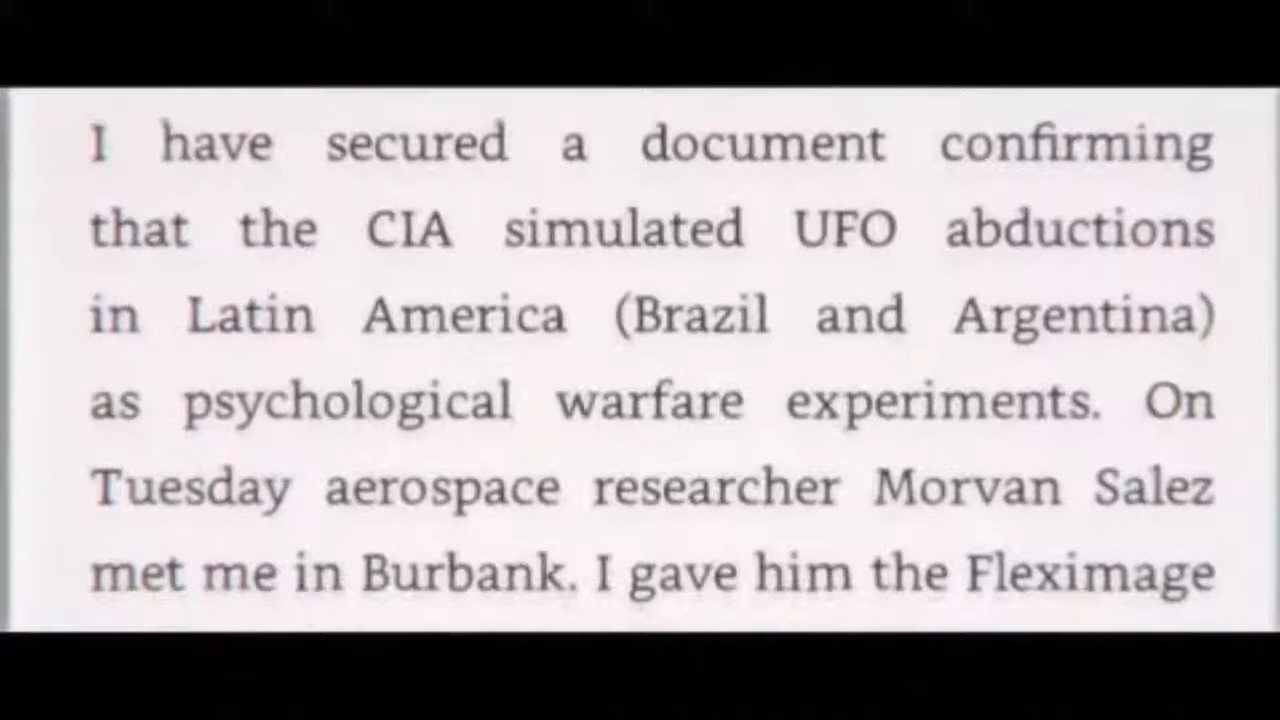 I have secured a document confirming
that the CIA simulated UFO abductions
in Latin America (Brazil and Argentina)
as psychological warfare experiments. On
Tuesday aerospace researcher Morvan Salez
met me in Burbank. I gave him the Fleximage